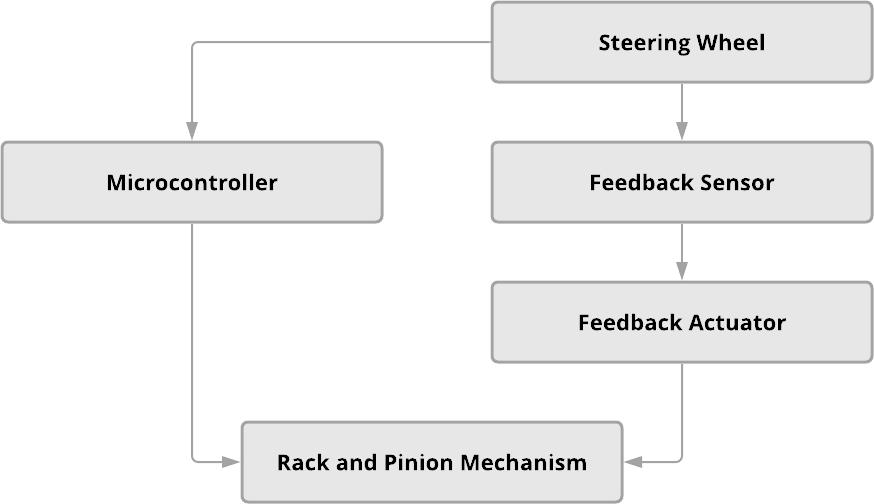 Steering Wheel
Microcontroller
Feedback Sensor
Feedback Actuator
Rack and Pinion Mechanism